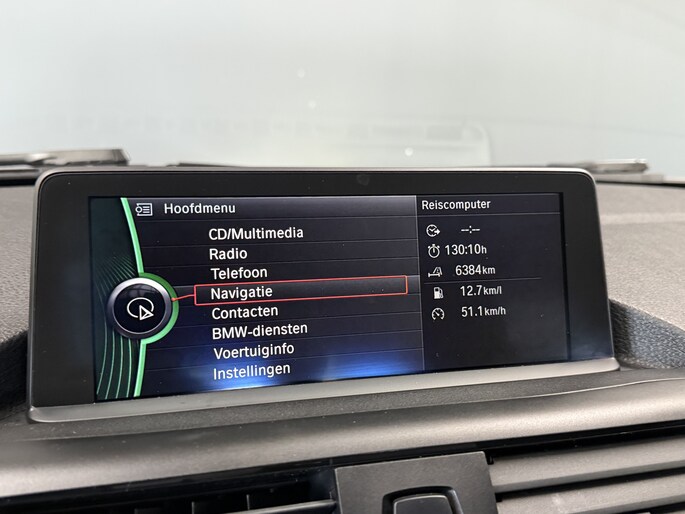 Hoofdmenu
CD/Multimedia
Radio
Telefoon
Navigatie
Contacten
BMW-diensten
Voertuiginfo
Instellingen
Reiscomputer
--:--
130:10h
6384km
12.7km/l
51.1km/h